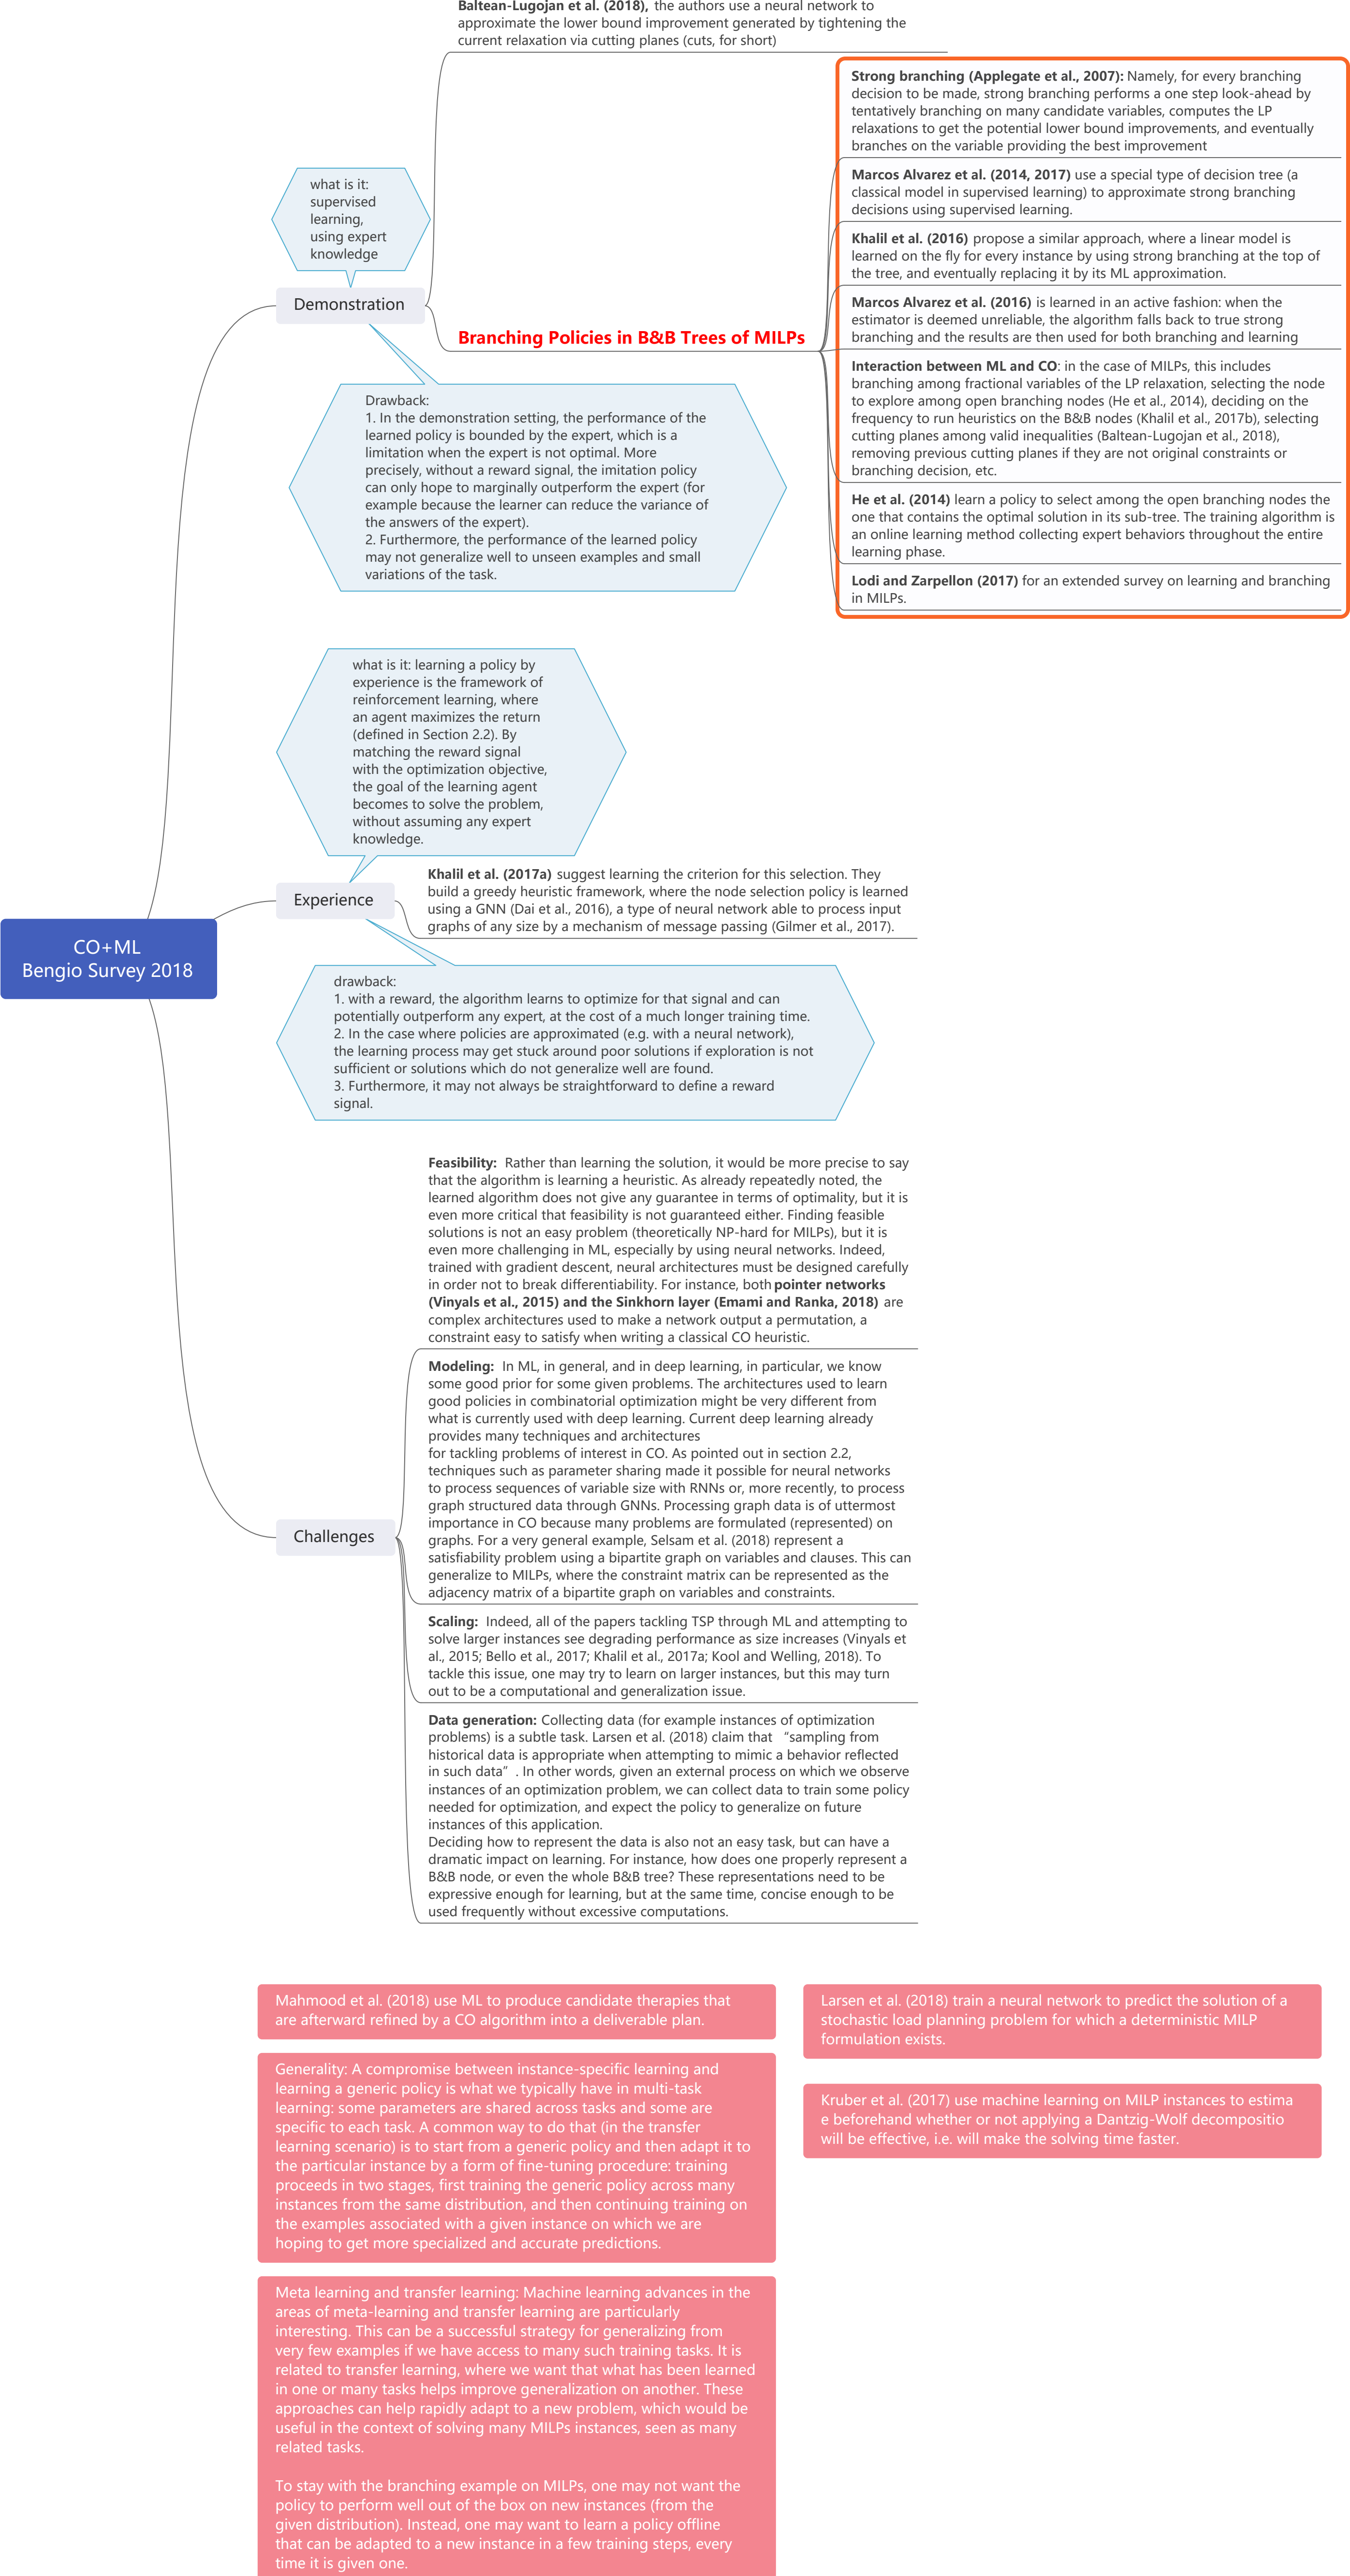 Baltean-Lugojan et al. (2018), the authors use a neural network to
approximate the lower bound improvement generated by tightening the
current relaxation via cutting planes (cuts, for short)
Strong branching (Applegate et al., 2007): Namely, for every branching
decision to be made, strong branching performs a one step look-ahead by
tentatively branching on many candidate variables, computes the LP
relaxations to get the potential lower bound improvements, and eventually
branches on the variable providing the best improvement
Marcos Alvarez et al. (2014, 2017) use a special type of decision tree (a
classical model in supervised learning) to approximate strong branching
decisions using supervised learning.
Khalil et al. (2016) propose a similar approach, where a linear model is
learned on the fly for every instance by using strong branching at the top of
the tree, and eventually replacing it by its ML approximation.
Marcos Alvarez et al. (2016) is learned in an active fashion: when the
estimator is deemed unreliable, the algorithm falls back to true strong
branching and the results are then used for both branching and learning
Interaction between ML and CO: in the case of MILPs, this includes
branching among fractional variables of the LP relaxation, selecting the node
to explore among open branching nodes (He et al., 2014), deciding on the
frequency to run heuristics on the B&B nodes (Khalil et al., 2017b), selecting
cutting planes among valid inequalities (Baltean-Lugojan et al., 2018),
removing previous cutting planes if they are not original constraints or
branching decision, etc.
He et al. (2014) learn a policy to select among the open branching nodes the
one that contains the optimal solution in its sub-tree. The training algorithm is
an online learning method collecting expert behaviors throughout the entire
learning phase.
Lodi and Zarpellon (2017) for an extended survey on learning and branching
in MILPs.
what is it:
supervised
learning,
using expert
knowledge
Demonstration
Branching Policies in B&B Trees of MILPs
Drawback:
1. In the demonstration setting, the performance of the
learned policy is bounded by the expert, which is a
limitation when the expert is not optimal. More
precisely, without a reward signal, the imitation policy
can only hope to marginally outperform the expert (for
example because the learner can reduce the variance of
the answers of the expert).
2. Furthermore, the performance of the learned policy
may not generalize well to unseen examples and small
variations of the task.
what is it: learning a policy by
experience is the framework of
reinforcement learning, where
an agent maximizes the return
(defined in Section 2.2). By
matching the reward signal
with the optimization objective,
the goal of the learning agent
becomes to solve the problem,
without assuming any expert
knowledge.
Experience
Khalil et al. (2017a) suggest learning the criterion for this selection. They
build a greedy heuristic framework, where the node selection policy is learned
using a GNN (Dai et al., 2016), a type of neural network able to process input
graphs of any size by a mechanism of message passing (Gilmer et al., 2017).
CO+ML
Bengio Survey 2018
drawback:
1. with a reward, the algorithm learns to optimize for that signal and can
potentially outperform any expert, at the cost of a much longer training time.
2. In the case where policies are approximated (e.g. with a neural network),
the learning process may get stuck around poor solutions if exploration is not
sufficient or solutions which do not generalize well are found.
3. Furthermore, it may not always be straightforward to define a reward
signal.
Feasibility: Rather than learning the solution, it would be more precise to say
that the algorithm is learning a heuristic. As already repeatedly noted, the
learned algorithm does not give any guarantee in terms of optimality, but it is
even more critical that feasibility is not guaranteed either. Finding feasible
solutions is not an easy problem (theoretically NP-hard for MILPs), but it is
even more challenging in ML, especially by using neural networks. Indeed,
trained with gradient descent, neural architectures must be designed carefully
in order not to break differentiability. For instance, both pointer networks
(Vinyals et al., 2015) and the Sinkhorn layer (Emami and Ranka, 2018) are
complex architectures used to make a network output a permutation, a
constraint easy to satisfy when writing a classical CO heuristic.
Modeling: In ML, in general, and in deep learning, in particular, we know
some good prior for some given problems. The architectures used to learn
good policies in combinatorial optimization might be very different from
what is currently used with deep learning. Current deep learning already
provides many techniques and architectures
for tackling problems of interest in CO. As pointed out in section 2.2,
techniques such as parameter sharing made it possible for neural networks
to process sequences of variable size with RNNs or, more recently, to process
graph structured data through GNNs. Processing graph data is of uttermost
importance in CO because many problems are formulated (represented) on
graphs. For a very general example, Selsam et al. (2018) represent a
satisfiability problem using a bipartite graph on variables and clauses. This can
generalize to MILPs, where the constraint matrix can be represented as the
adjacency matrix of a bipartite graph on variables and constraints.
Challenges
Scaling: Indeed, all of the papers tackling TSP through ML and attempting to
solve larger instances see degrading performance as size increases (Vinyals et
al., 2015; Bello et al., 2017; Khalil et al., 2017a; Kool and Welling, 2018). To
tackle this issue, one may try to learn on larger instances, but this may turn
out to be a computational and generalization issue.
Data generation: Collecting data (for example instances of optimization
problems) is a subtle task. Larsen et al. (2018) claim that “sampling from
historical data is appropriate when attempting to mimic a behavior reflected
in such data”. In other words, given an external process on which we observe
instances of an optimization problem, we can collect data to train some policy
needed for optimization, and expect the policy to generalize on future
instances of this application.
Deciding how to represent the data is also not an easy task, but can have a
dramatic impact on learning. For instance, how does one properly represent a
B&B node, or even the whole B&B tree? These representations need to be
expressive enough for learning, but at the same time, concise enough to be
used frequently without excessive computations.
Mahmood et al. (2018) use ML to produce candidate therapies that
are afterward refined by a CO algorithm into a deliverable plan.
Larsen et al. (2018) train a neural network to predict the solution of a
stochastic load planning problem for which a deterministic MILP
formulation exists.
Generality: A compromise between instance-specific learning and
learning a generic policy is what we typically have in multi-task
learning: some parameters are shared across tasks and some are
specific to each task. A common way to do that (in the transfer
learning scenario) is to start from a generic policy and then adapt it to
the particular instance by a form of fine-tuning procedure: training
proceeds in two stages, first training the generic policy across many
instances from the same distribution, and then continuing training on
the examples associated with a given instance on which we are
hoping to get more specialized and accurate predictions.
Kruber et al. (2017) use machine learning on MILP instances to estima
e beforehand whether or not applying a Dantzig-Wolf decompositio
will be effective, i.e. will make the solving time faster.
Meta learning and transfer learning: Machine learning advances in the
areas of meta-learning and transfer learning are particularly
interesting. This can be a successful strategy for generalizing from
very few examples if we have access to many such training tasks. It is
related to transfer learning, where we want that what has been learned
in one or many tasks helps improve generalization on another. These
approaches can help rapidly adapt to a new problem, which would be
useful in the context of solving many MILPs instances, seen as many
related tasks.
To stay with the branching example on MILPs, one may not want the
policy to perform well out of the box on new instances (from the
given distribution). Instead, one may want to learn a policy offline
that can be adapted to a new instance in a few training steps, every
time it is given one.